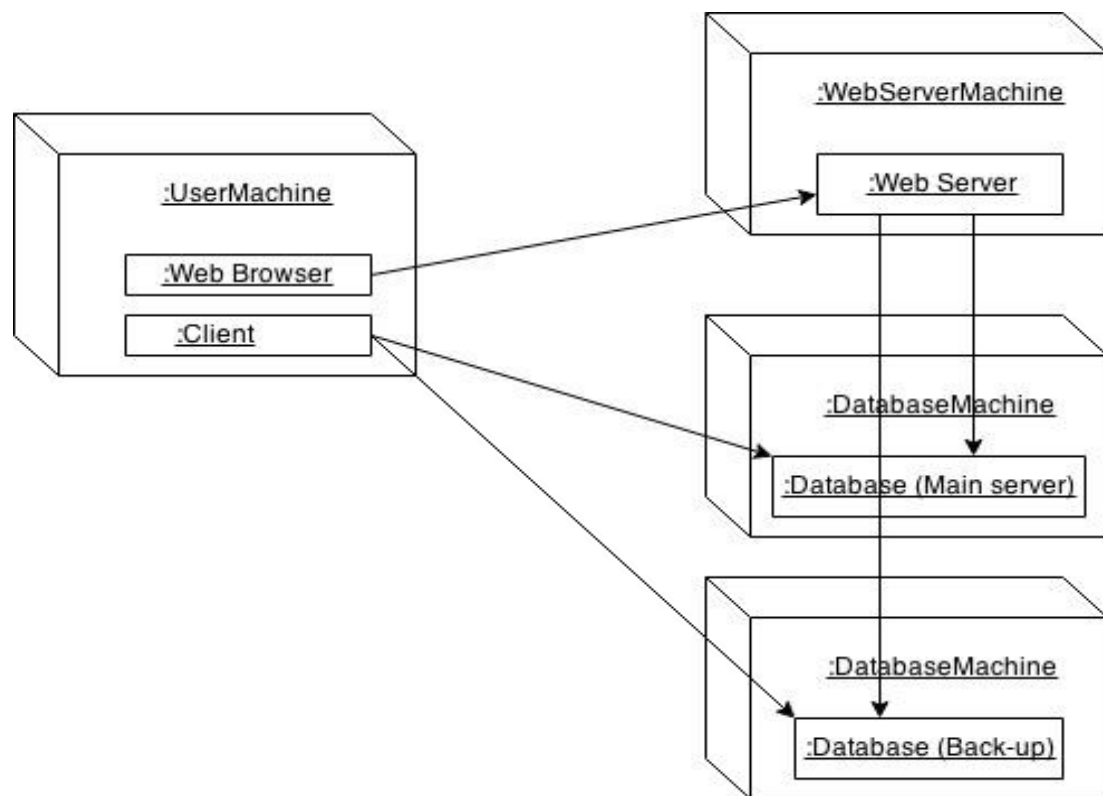 :WebServerMachine
:Web Server
:UserMachine
:Web Browser
:Client
:DatabaseMachine
:Database (Main server)
:DatabaseMachine
:Database (Back-up)